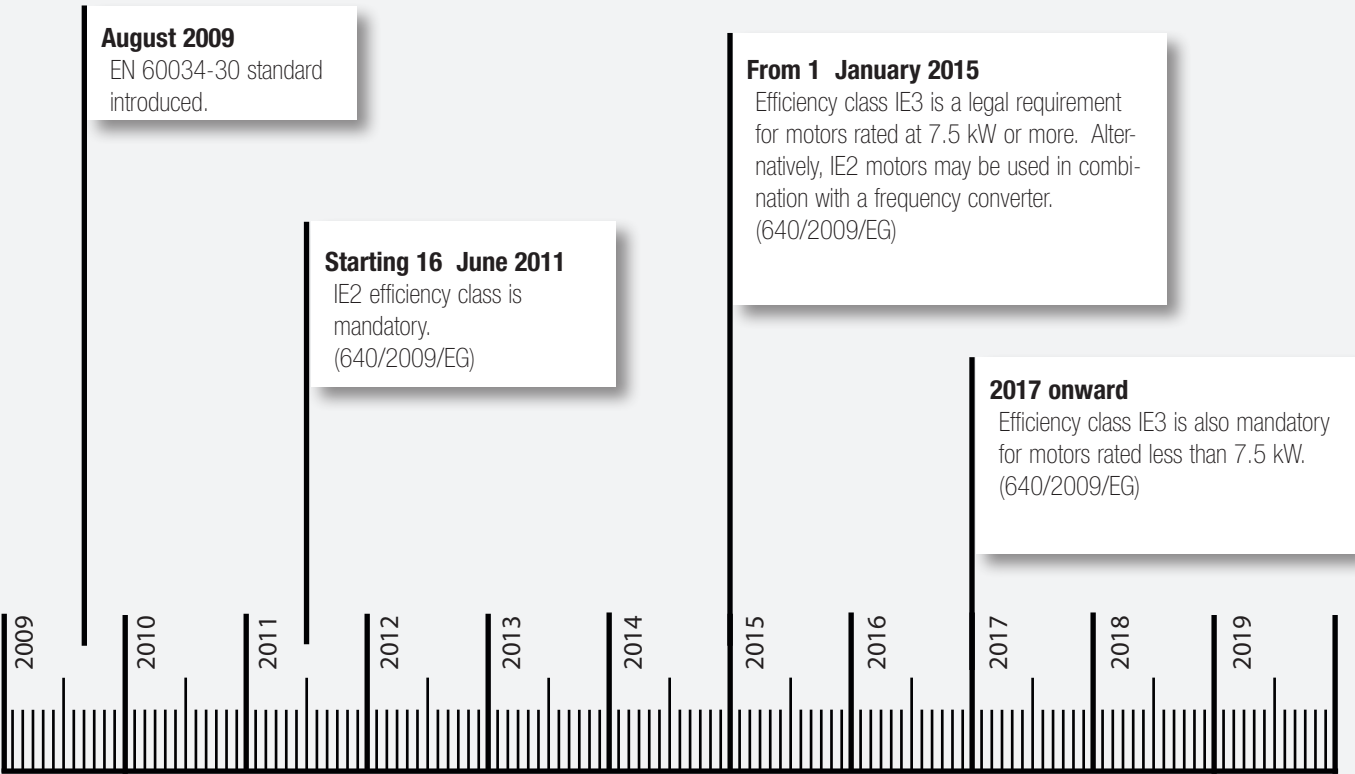 August 2009
EN 60034-30 standard
introduced.
Starting 16 June 2011
IE2 efficiency class is
mandatory.
(640/2009/EG)
From 1 January 2015
Efficiency class IE3 is a legal requirement
for motors rated at 7.5 kW or more. Alter-
natively, IE2 motors may be used in combi-
nation with a frequency converter.
(640/2009/EG)
2017 onward
Efficiency class IE3 is also mandatory
for motors rated less than 7.5 kW.
(640/2009/EG)
2009
2010
2011
2012
2013
2014
2015
2016
2017
2018
2019